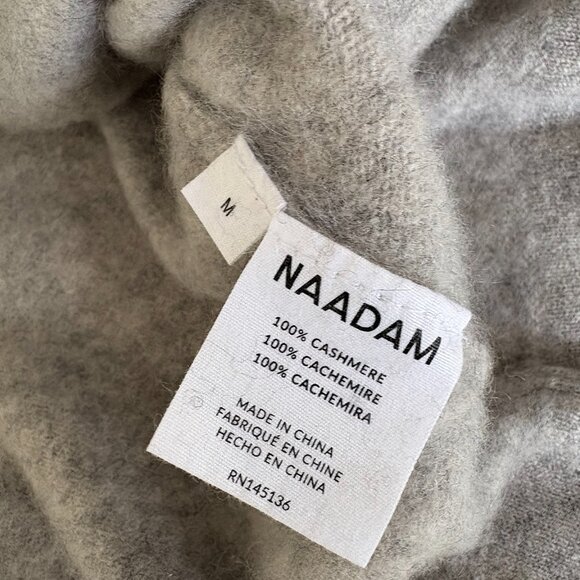 M
NAADAM
100% CASHMERE
100% CACHEMIRE
100% CACHEMIRA
MADE IN CHINA
FABRIQUÉ EN CHINE
HECHO EN CHINA
RN145136